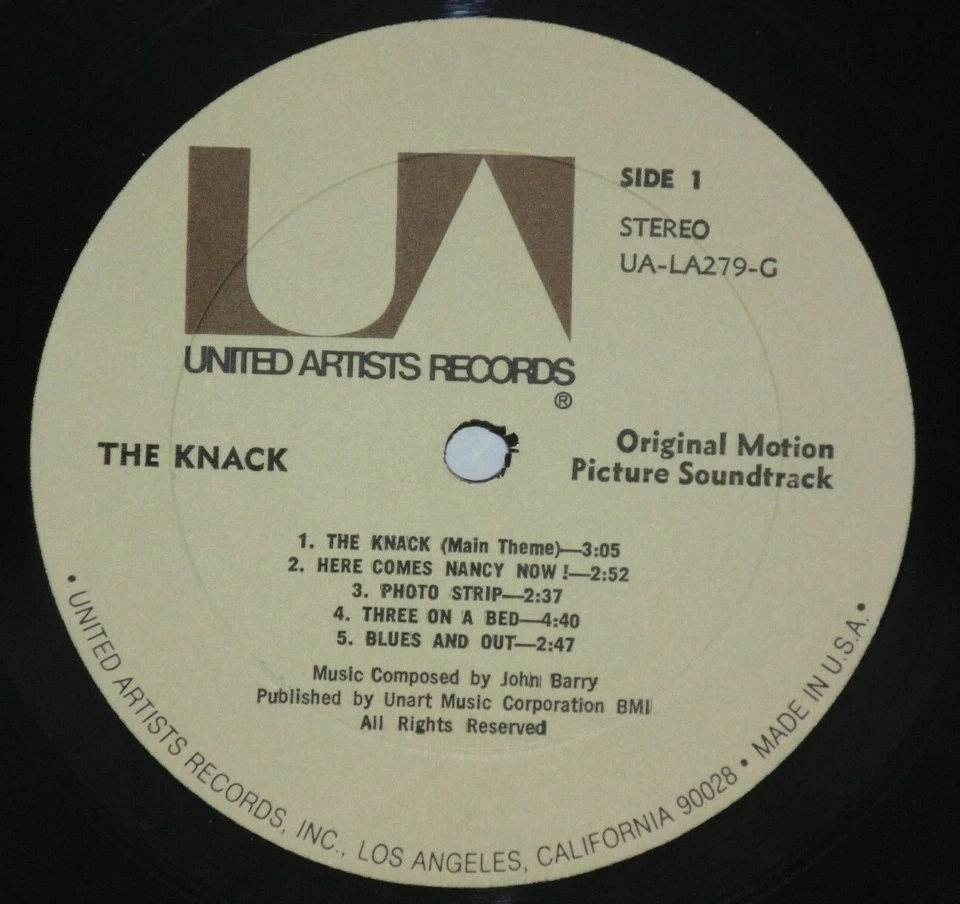 UA
UNITED ARTISTS RECORDS
®
SIDE 1
STEREO
UA-LA279-G
THE KNACK
Original Motion
Picture Soundtrack
1. THE KNACK (Main Theme)—3:05
2. HERE COMES NANCY NOW!—2:52
3. PHOTO STRIP—2:37
4. THREE ON A BED—4:40
5. BLUES AND OUT—2:47
Music Composed by John Barry
Published by Unart Music Corporation BMI
All Rights Reserved
• UNITED ARTISTS RECORDS, INC., LOS ANGELES, CALIFORNIA 90028 • MADE IN U.S.A. •